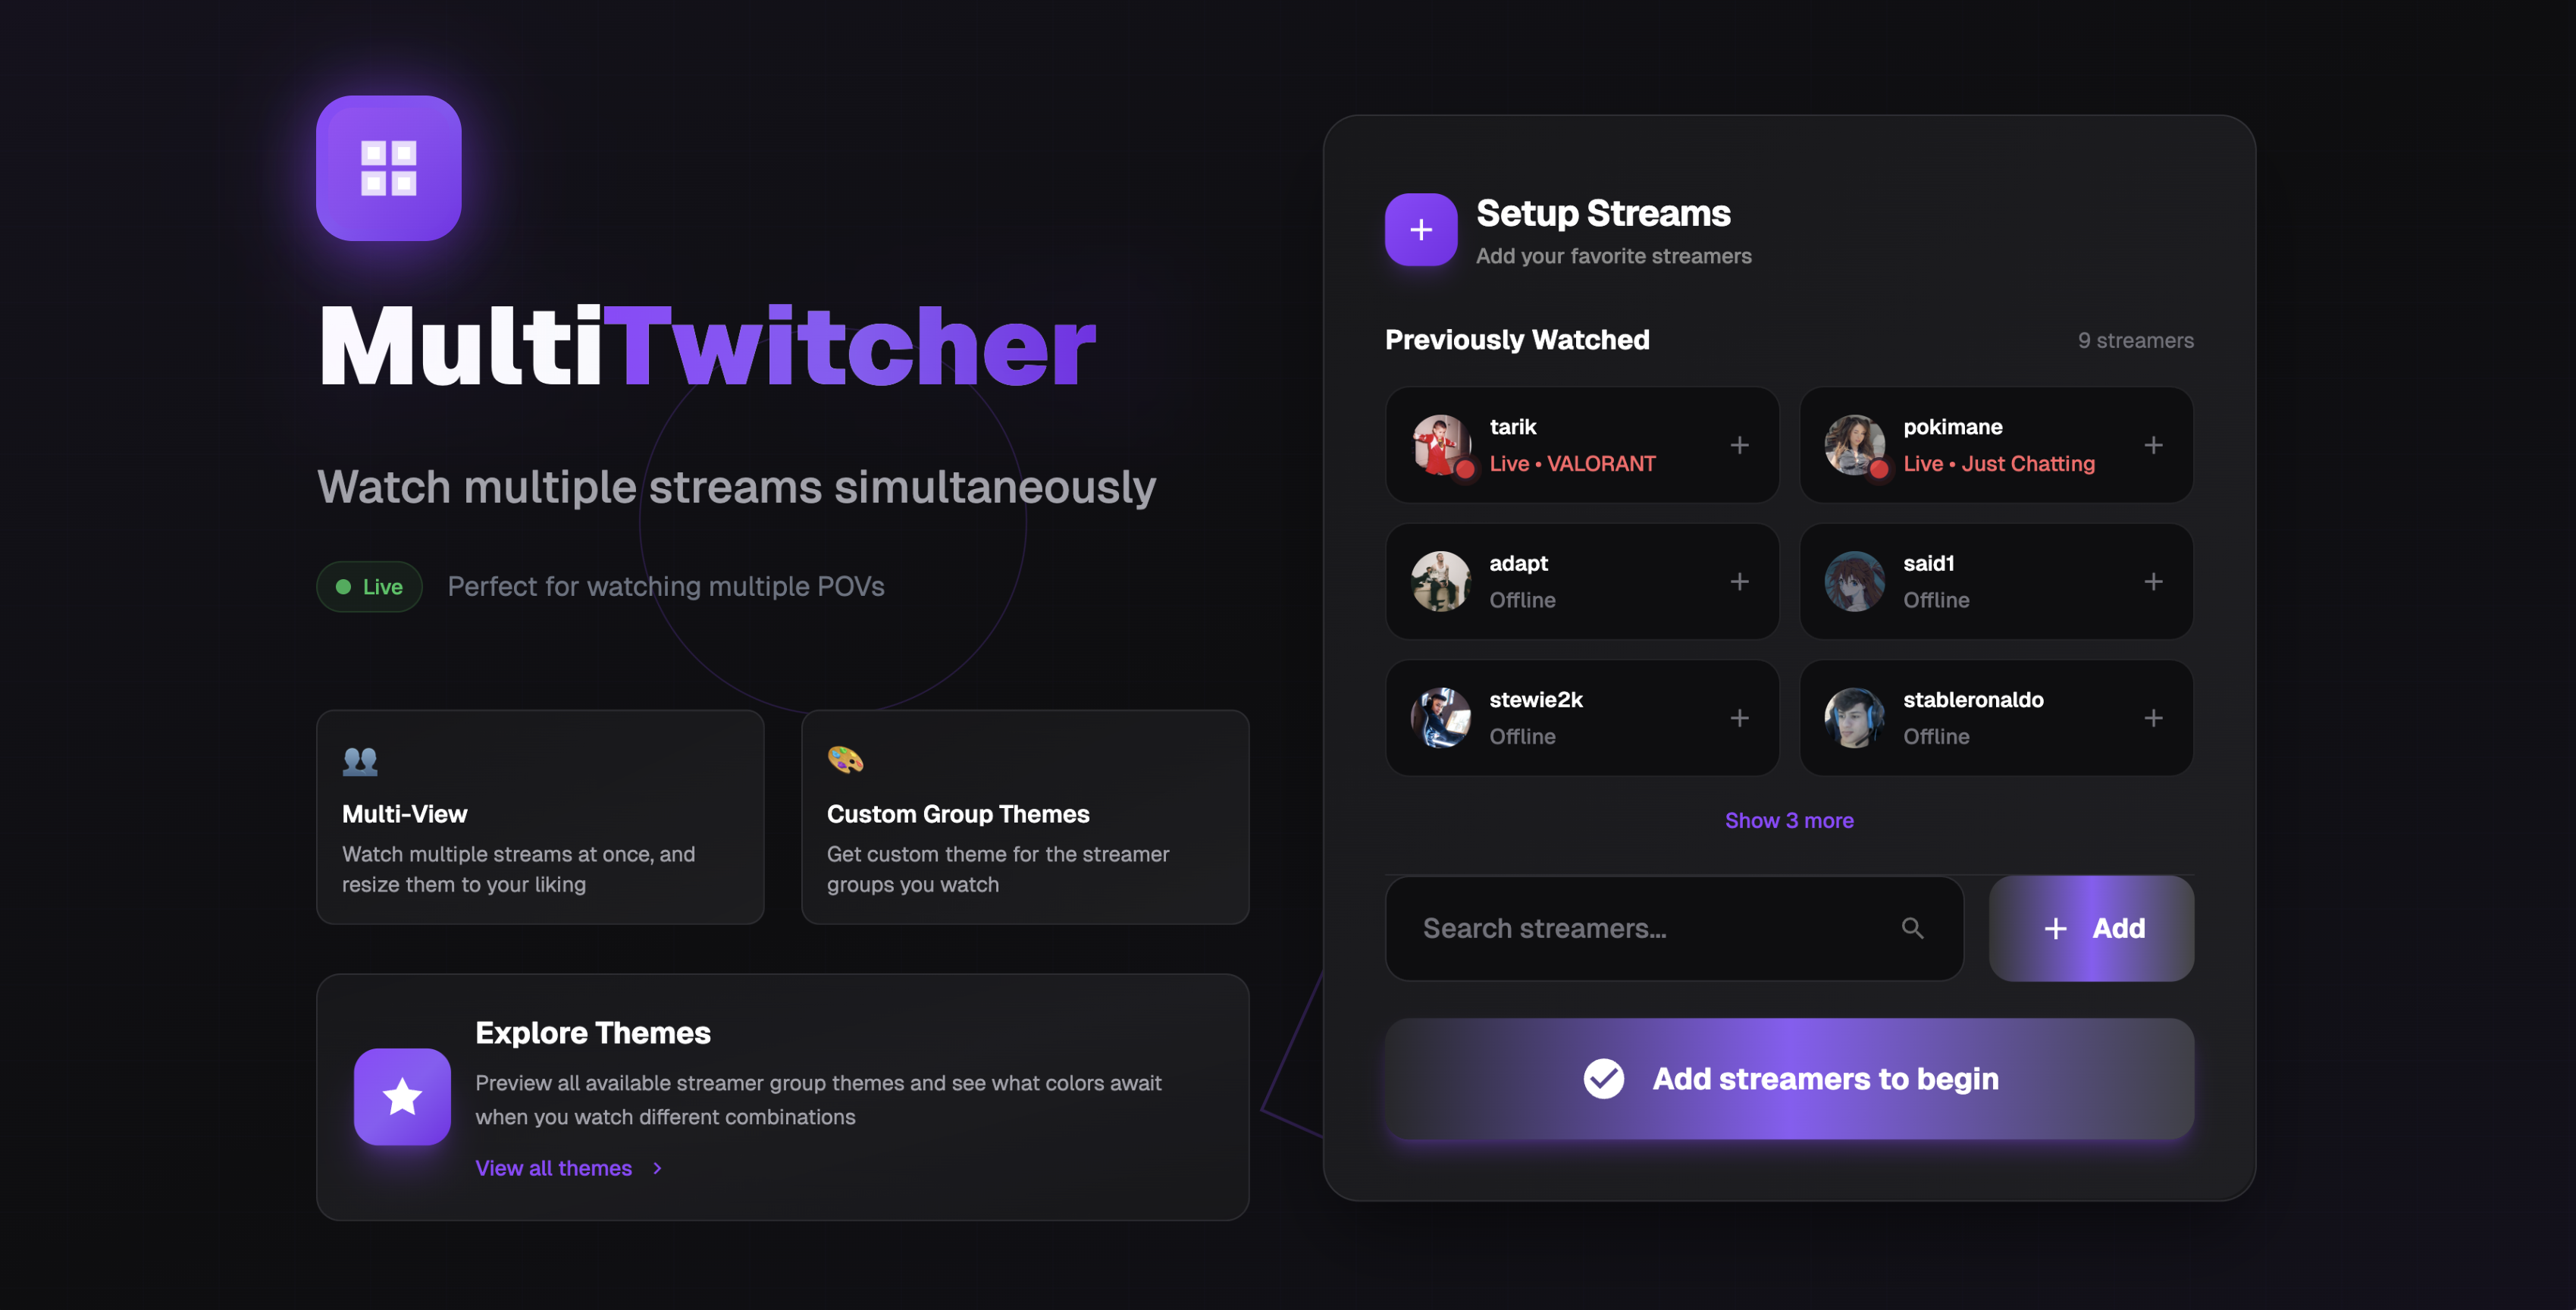 MultiTwitcher
Watch multiple streams simultaneously
Live
Perfect for watching multiple POVs
Multi-View
Watch multiple streams at once, and
resize them to your liking
Custom Group Themes
Get custom theme for the streamer
groups you watch
Explore Themes
Preview all available streamer group themes and see what colors await
when you watch different combinations
View all themes
Setup Streams
Add your favorite streamers
Previously Watched
9 streamers
tarik
Live • VALORANT
pokimane
Live • Just Chatting
adapt
Offline
said1
Offline
stewie2k
Offline
stableronaldo
Offline
Show 3 more
Search streamers...
Add
Add streamers to begin